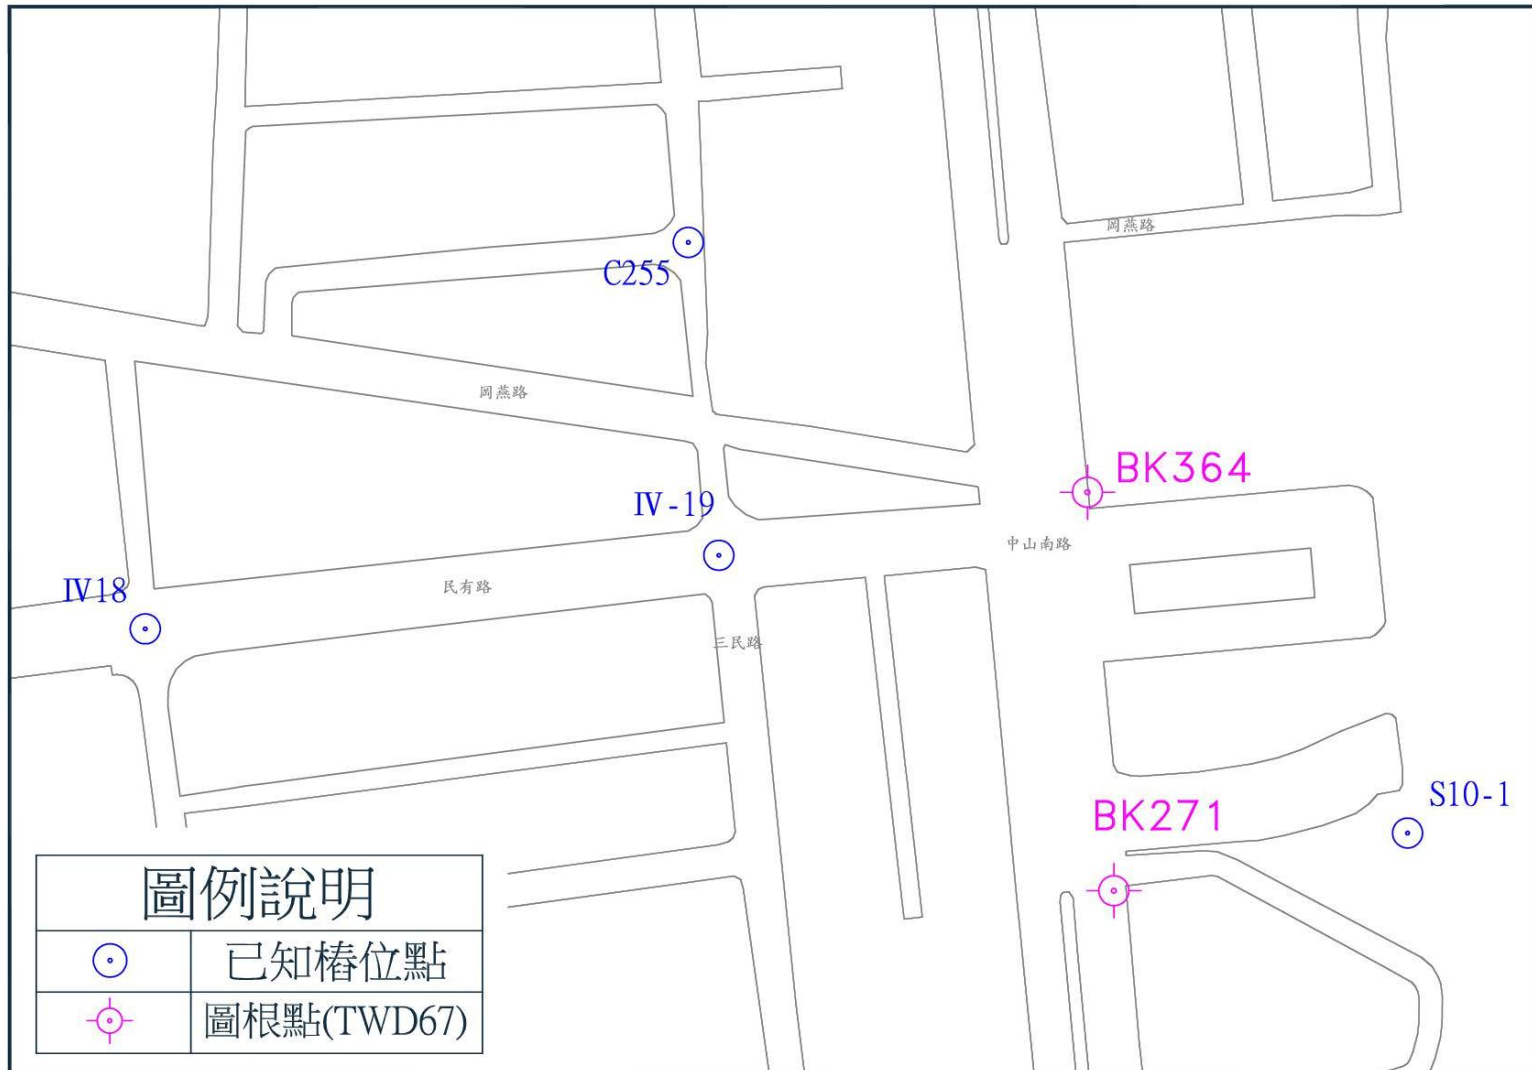 岡燕路
C255
岡燕路
BK364
IV-19
中山南路
IV18
民有路
三民路
S10-1
BK271
圖例說明
已知樁位點
圖根點(TWD67)